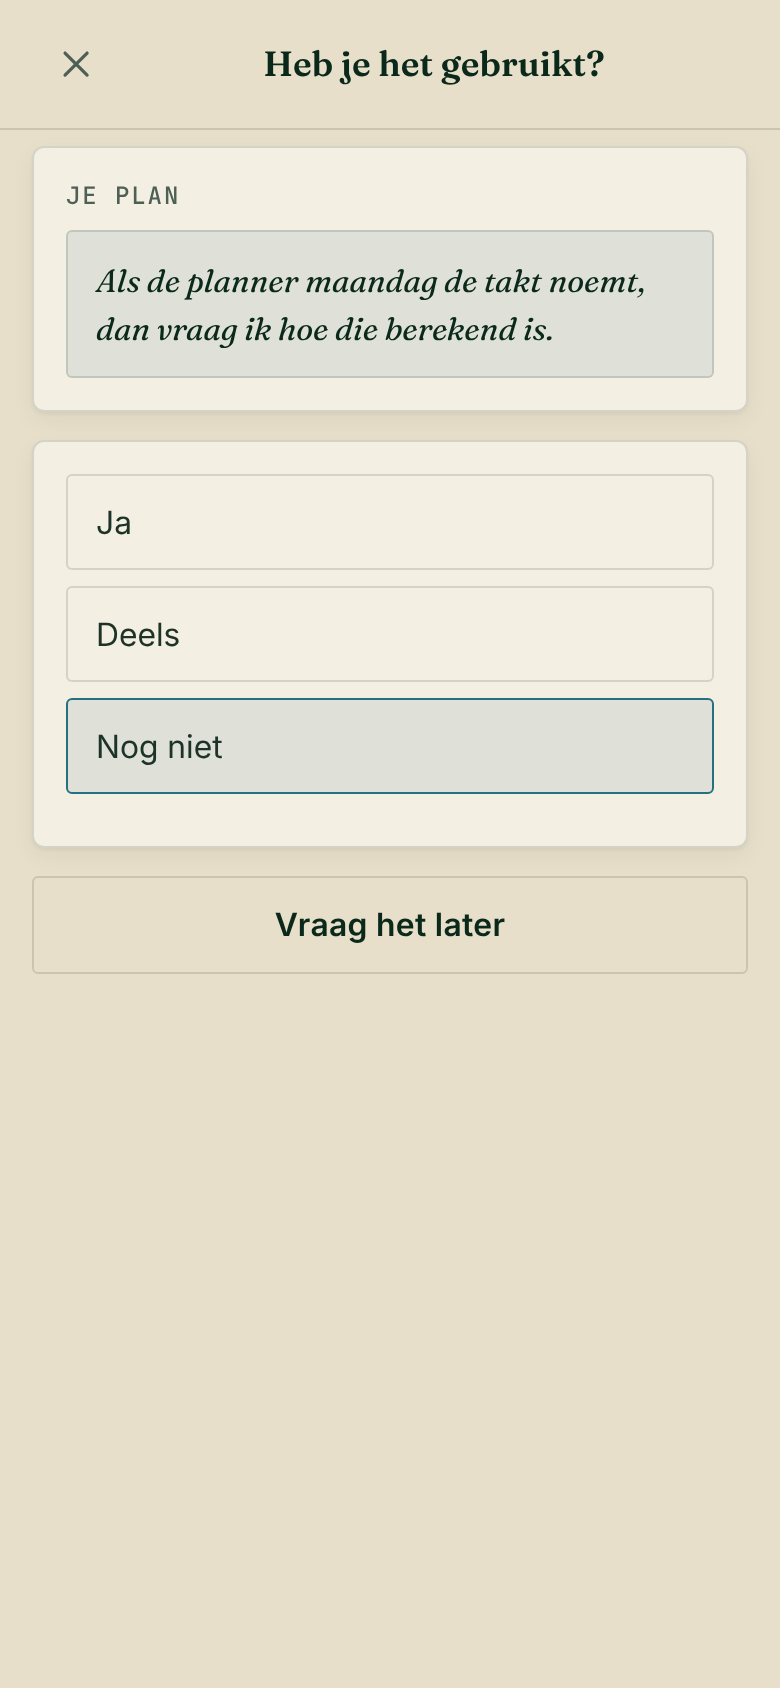 Heb je het gebruikt?
JE PLAN
Als de planner maandag de takt noemt,
dan vraag ik hoe die berekend is.
Ja
Deels
Nog niet
Vraag het later